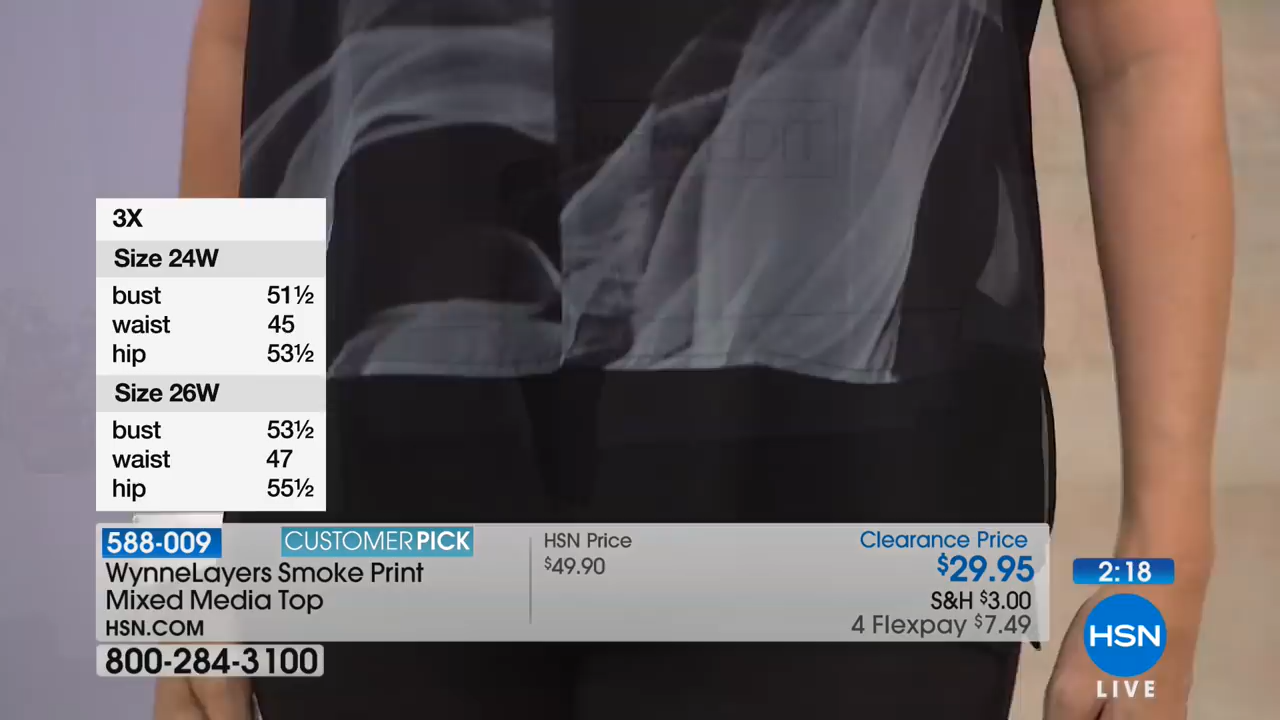 3X
Size 24W
bust 51½
waist 45
hip 53½
Size 26W
bust 53½
waist 47
hip 55½
588-009 CUSTOMERPICK
WynneLayers Smoke Print
Mixed Media Top
HSN.COM
800-284-3100
HSN Price
$49.90
Clearance Price
$29.95
S&H $3.00
4 Flexpay $7.49
2:18
HSN
LIVE